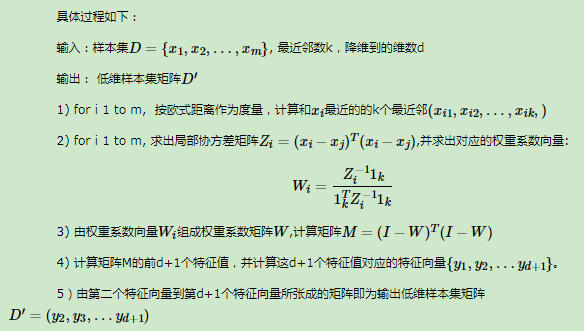 具体过程如下：
输入：样本集$D = \{x_1, x_2, \ldots, x_m\}$, 最近邻数k，降维到的维数d
输出： 低维样本集矩阵$D'$
1) for i 1 to m，按欧式距离作为度量，计算和$x_i$最近的的k个最近邻$(x_{i1}, x_{i2}, \ldots, x_{ik},)$
2) for i 1 to m, 求出局部协方差矩阵$Z_i = (x_i - x_j)^T(x_i - x_j)$,并求出对应的权重系数向量:
$W_i = \frac{Z_i^{-1}1_k}{1_k^T Z_i^{-1}1_k}$
3) 由权重系数向量$W_i$组成权重系数矩阵$W$,计算矩阵$M = (I - W)^T(I - W)$
4) 计算矩阵M的前d+1个特征值，并计算这d+1个特征值对应的特征向量$\{y_1, y_2, \ldots y_{d+1}\}$。
5）由第二个特征向量到第d+1个特征向量所张成的矩阵即为输出低维样本集矩阵
$D' = (y_2, y_3, \ldots y_{d+1})$